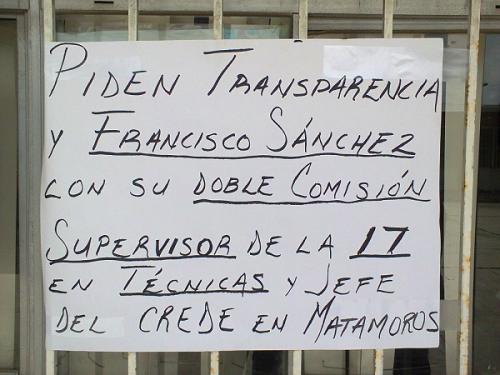 PIDEN TRANSPARENCIA
Y FRANCISCO SÁNCHEZ
CON SU DOBLE COMISIÓN
SUPERVISOR DE LA 17
EN TÉCNICAS Y JEFE
DEL CREDE EN MATAMOROS